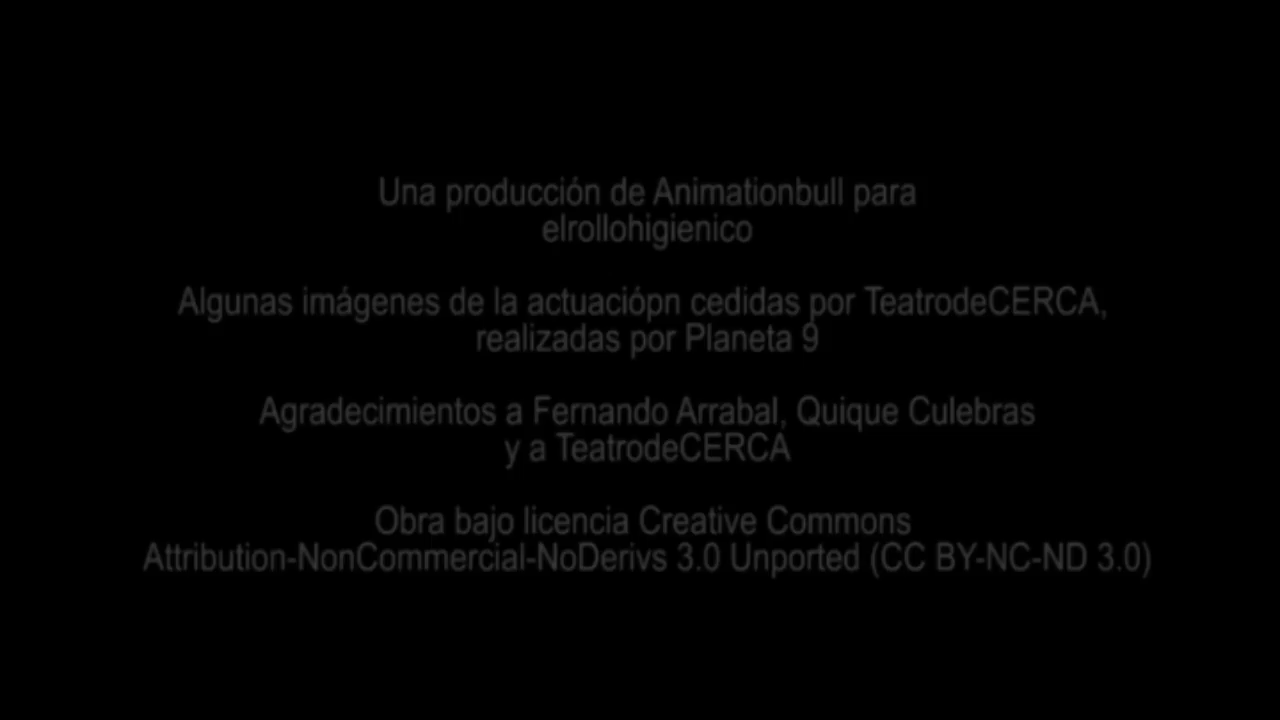 Una producción de Animationbull para
elrollohigienico
Algunas imágenes de la actuaciópn cedidas por TeatrodeCERCA,
realizadas por Planeta 9
Agradecimientos a Fernando Arrabal, Quique Culebras
y a TeatrodeCERCA
Obra bajo licencia Creative Commons
Attribution-NonCommercial-NoDerivs 3.0 Unported (CC BY-NC-ND 3.0)